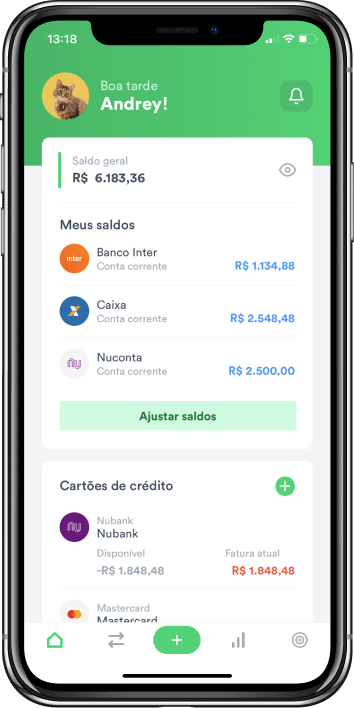 13:18
Boa tarde
Andrey!
Saldo geral
R$ 6.183,36
Meus saldos
inter
Banco Inter
Conta corrente
R$ 1.134,88
Caixa
Conta corrente
R$ 2.548,48
nu
Nuconta
Conta corrente
R$ 2.500,00
Ajustar saldos
Cartões de crédito
nu
Nubank
Nubank
Disponível
Fatura atual
-R$ 1.848,48
R$ 1.848,48
Mastercard
Mastercard